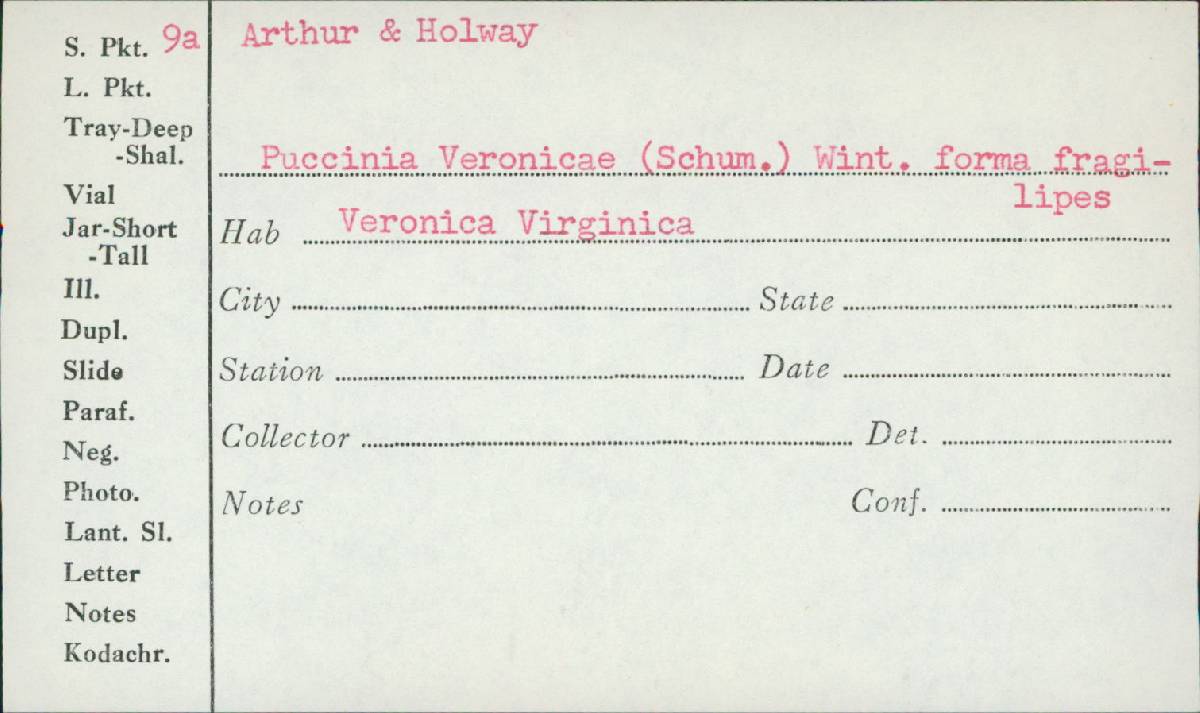 S. Pkt. 9a
L. Pkt.
Tray-Deep
-Shal.
Vial
Jar-Short
-Tall
Ill.
Dupl.
Slide
Paraf.
Neg.
Photo.
Lant. Sl.
Letter
Notes
Kodachr.
Arthur & Holway
Puccinia Veronicae (Schum.) Wint. forma fragi-
lipes
Hab Veronica Virginica
City State
Station Date
Collector Det.
Notes Conf.